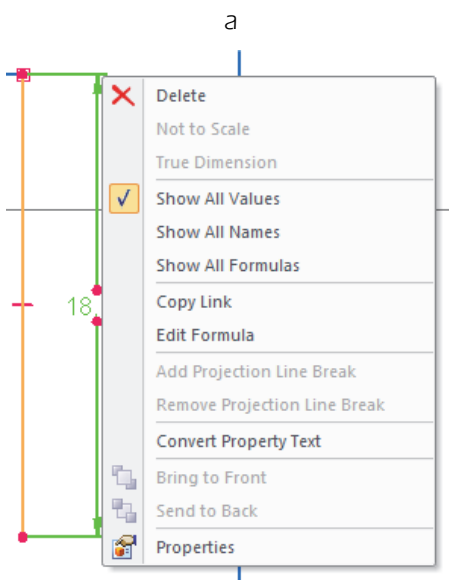 a
Delete
Not to Scale
True Dimension
Show All Values
Show All Names
Show All Formulas
18,
Copy Link
Edit Formula
Add Projection Line Break
Remove Projection Line Break
Convert Property Text
Bring to Front
Send to Back
Properties